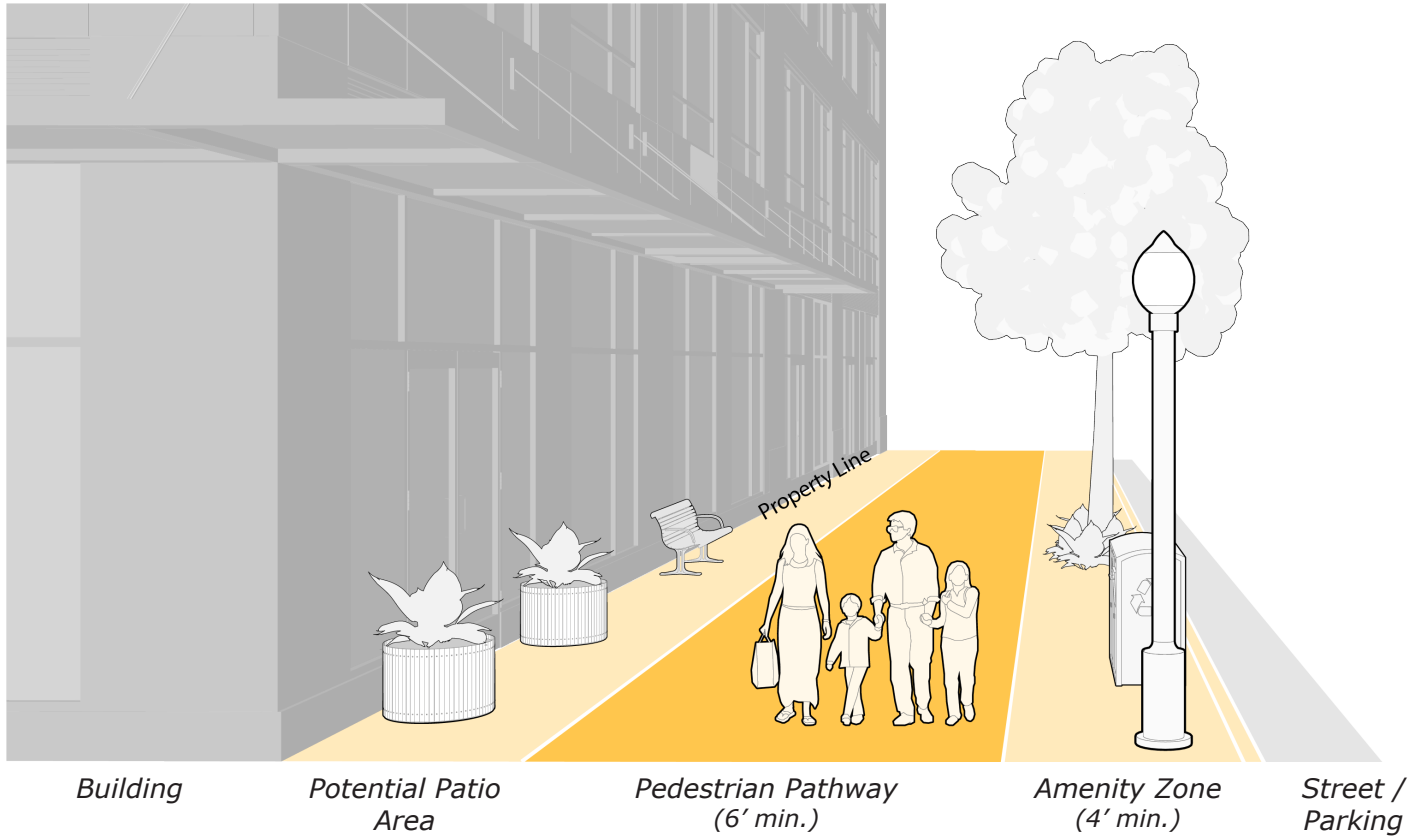 Property Line
Building
Potential Patio
Area
Pedestrian Pathway
(6’ min.)
Amenity Zone
(4’ min.)
Street /
Parking